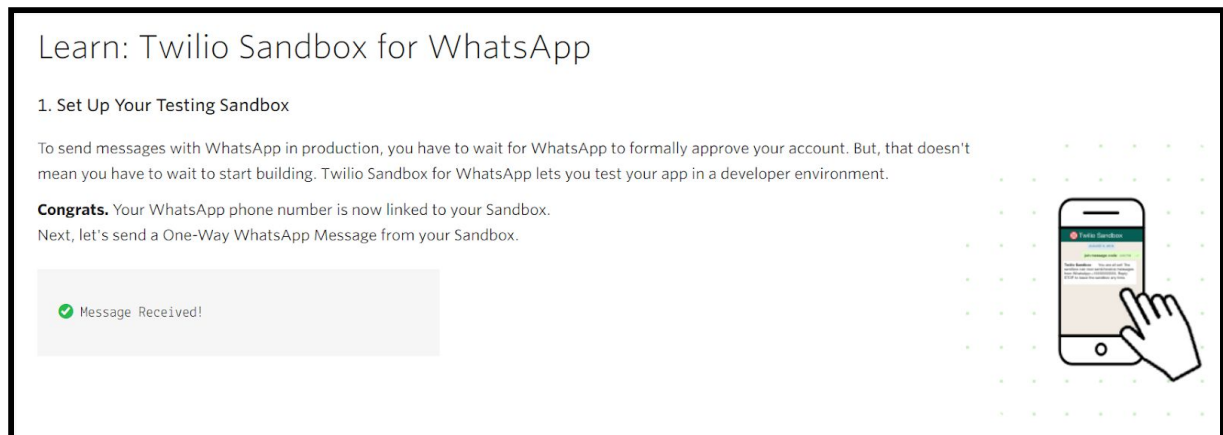 Learn: Twilio Sandbox for WhatsApp
1. Set Up Your Testing Sandbox
To send messages with WhatsApp in production, you have to wait for WhatsApp to formally approve your account. But, that doesn't
mean you have to wait to start building. Twilio Sandbox for WhatsApp lets you test your app in a developer environment.
Congrats. Your WhatsApp phone number is now linked to your Sandbox.
Next, let's send a One-Way WhatsApp Message from your Sandbox.
Message Received!
Twilio Sandbox